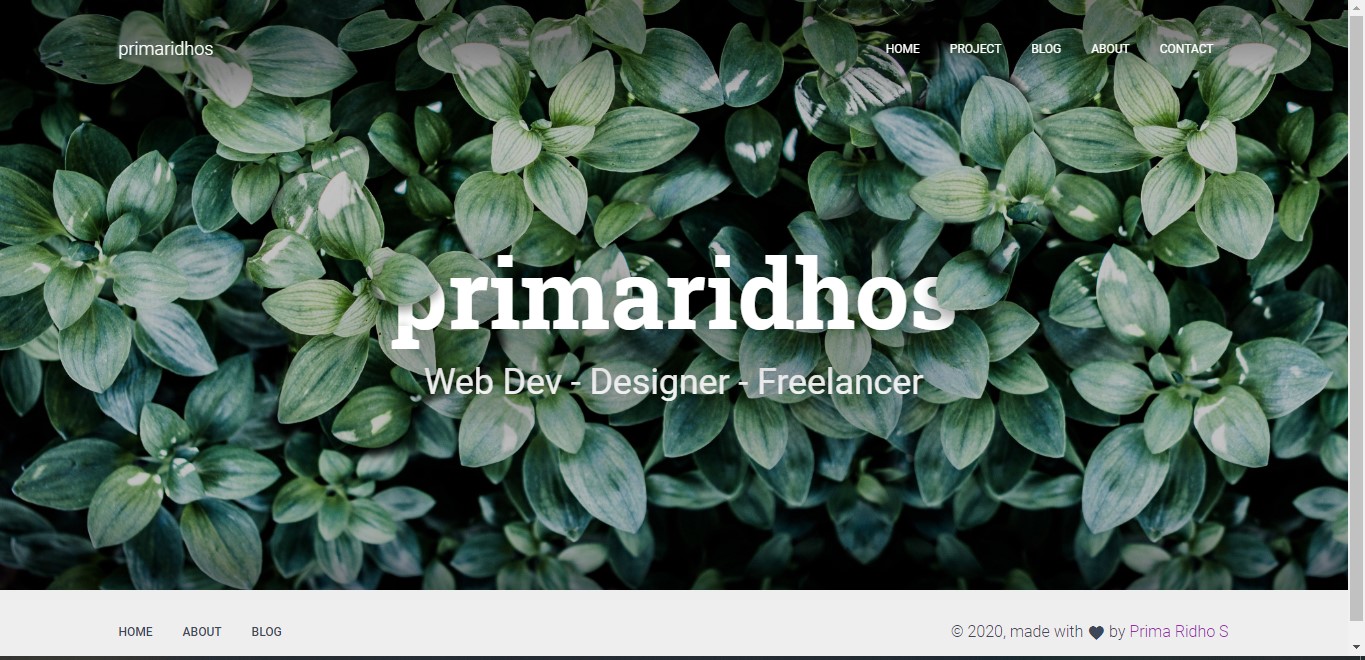 primaridhos
HOME PROJECT BLOG ABOUT CONTACT
primaridhos
Web Dev - Designer - Freelancer
HOME ABOUT BLOG
© 2020, made with by Prima Ridho S